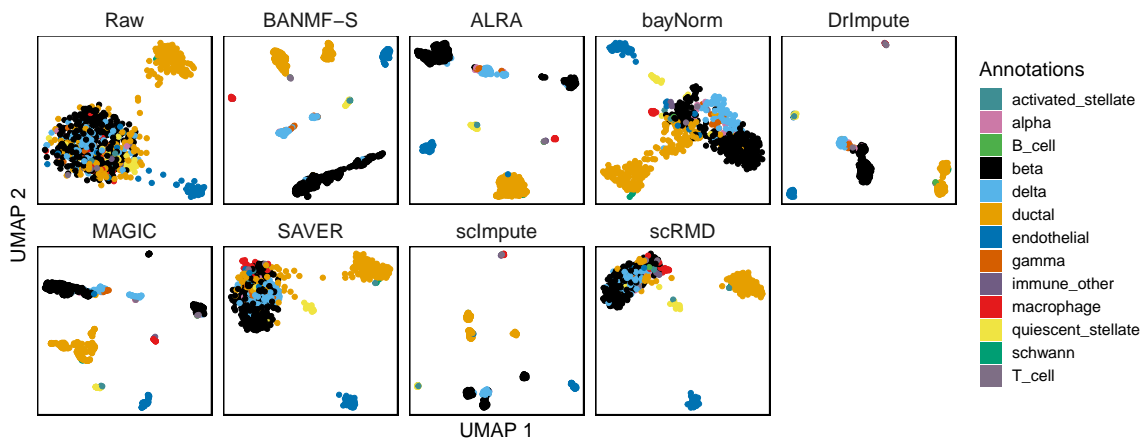 Raw
BANMF−S
ALRA
bayNorm
DrImpute
MAGIC
SAVER
scImpute
scRMD
UMAP 2
UMAP 1
Annotations
activated_stellate
alpha
B_cell
beta
delta
ductal
endothelial
gamma
immune_other
macrophage
quiescent_stellate
schwann
T_cell